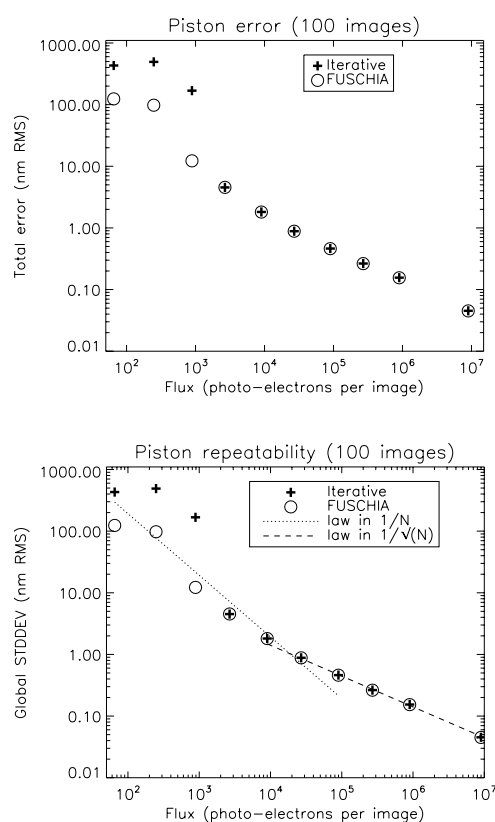 Piston error (100 images)
1000.00
100.00
10.00
1.00
0.10
0.01
Total error (nm RMS)
Iterative
FUSCHIA
10² 10³ 10⁴ 10⁵ 10⁶ 10⁷
Flux (photo-electrons per image)
Piston repeatability (100 images)
1000.00
100.00
10.00
1.00
0.10
0.01
Global STDDEV (nm RMS)
Iterative
FUSCHIA
law in 1/N
law in 1/√(N)
10² 10³ 10⁴ 10⁵ 10⁶ 10⁷
Flux (photo-electrons per image)